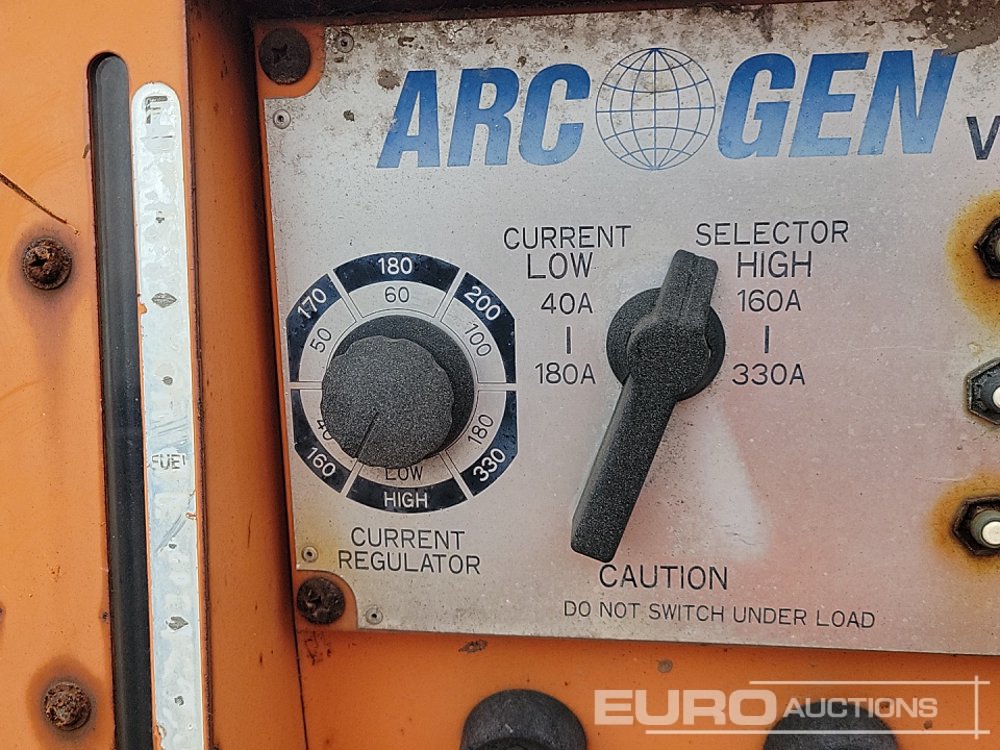 F
FUEL
ARC GEN
CURRENT SELECTOR
LOW HIGH
40A 160A
180A 330A
180
60
170 200
50 100
40 180
160 330
LOW
HIGH
CURRENT
REGULATOR
CAUTION
DO NOT SWITCH UNDER LOAD
EURO AUCTIONS